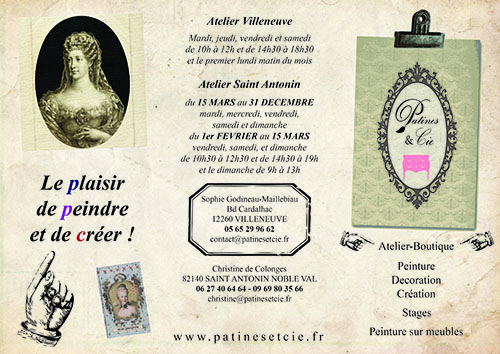 Le plaisir
de peindre
et de créer !
Atelier Villeneuve
Mardi, jeudi, vendredi et samedi
de 10h à 12h et de 14h30 à 18h30
et le premier lundi matin du mois
Atelier Saint Antonin
du 15 MARS au 31 DECEMBRE
mardi, mercredi, vendredi,
samedi et dimanche
du 1er FEVRIER au 15 MARS
vendredi, samedi, et dimanche
de 10h30 à 12h30 et de 14h30 à 19h
et le dimanche de 9h à 13h
Sophie Godineau-Maillebiau
Bd Cardalhac
12260 VILLENEUVE
05 65 29 96 62
contact@patinesetcie.fr
Christine de Colonges
82140 SAINT ANTONIN NOBLE VAL
06 27 40 64 64 - 09 69 80 35 66
christine@patinesetcie.fr
www.patinesetcie.fr
Patines
& Cie
Atelier-Boutique
Peinture
Decoration
Création
Stages
Peinture sur meubles